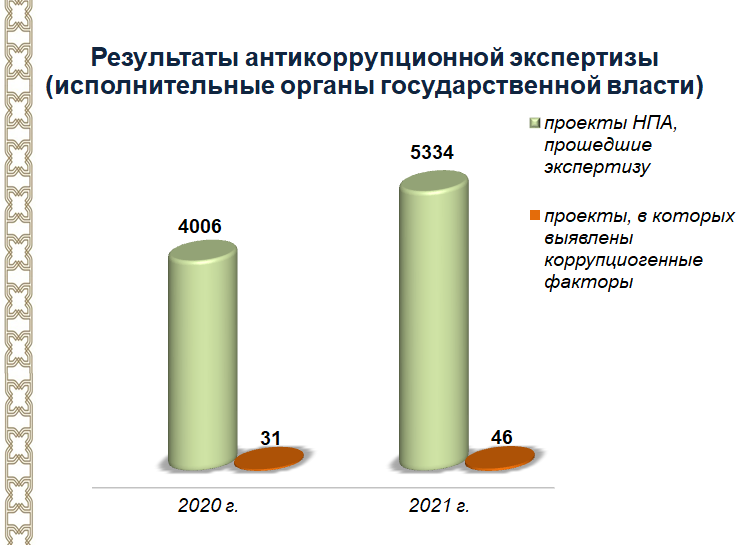 Результаты антикоррупционной экспертизы
(исполнительные органы государственной власти)
проекты НПА,
прошедшие
экспертизу
проекты, в которых
выявлены
коррупциогенные
факторы
5334
4006
31
46
2020 г.
2021 г.